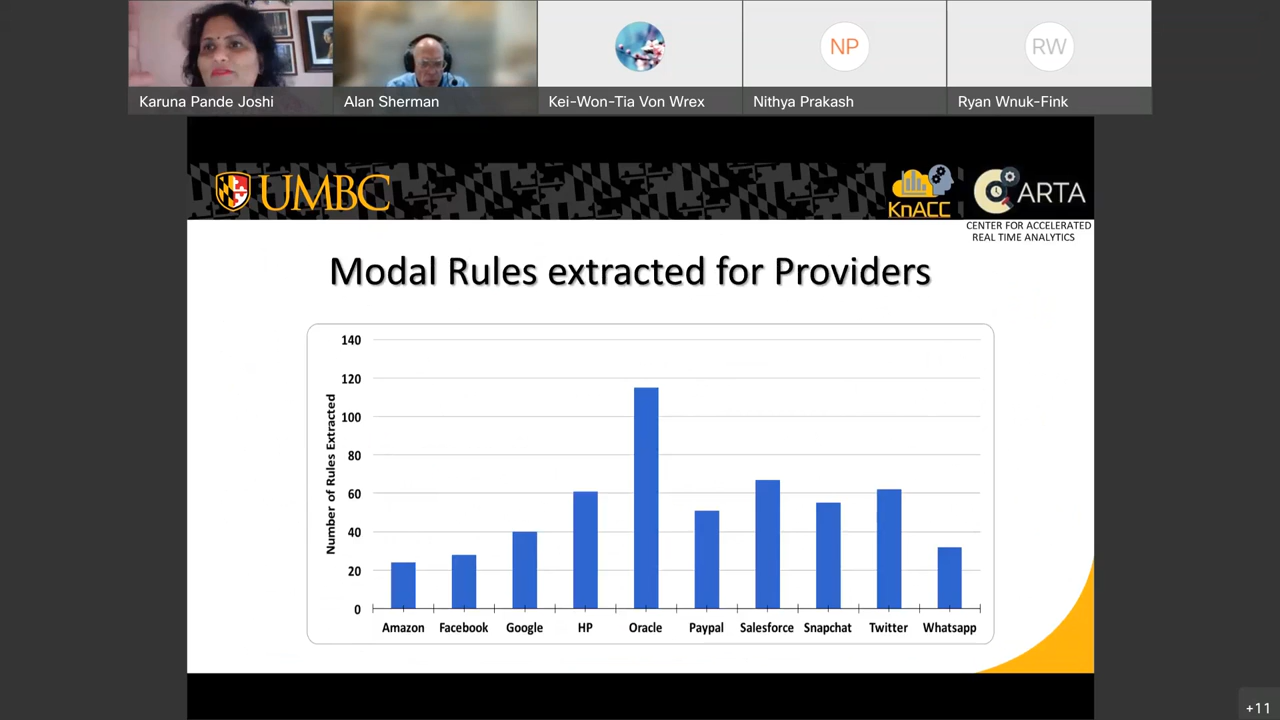 Karuna Pande Joshi
Alan Sherman
Kei-Won-Tia Von Wrex
NP
Nithya Prakash
RW
Ryan Wnuk-Fink
UMBC
KnACC
CARTA
CENTER FOR ACCELERATED
REAL TIME ANALYTICS
Modal Rules extracted for Providers
Number of Rules Extracted
140
120
100
80
60
40
20
0
Amazon Facebook Google HP Oracle Paypal Salesforce Snapchat Twitter Whatsapp
+11